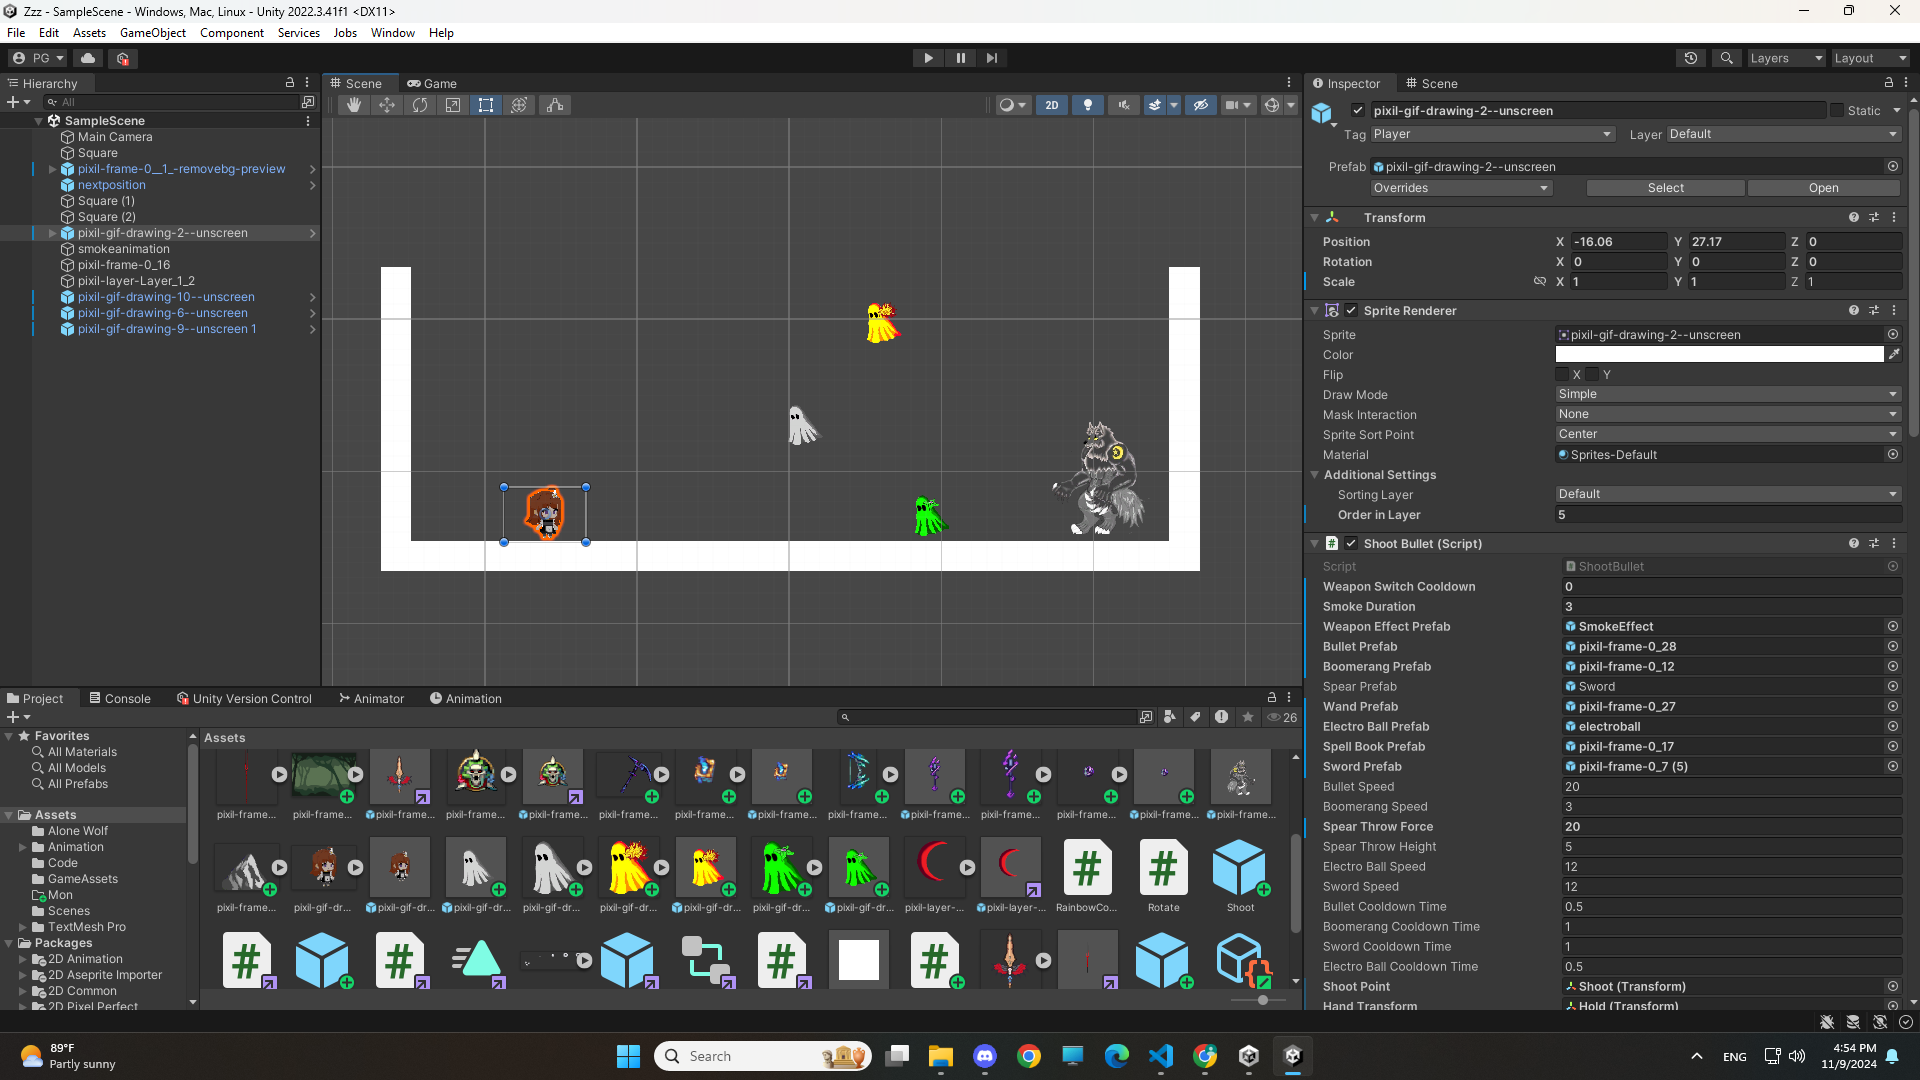 Zzz - SampleScene - Windows, Mac, Linux - Unity 2022.3.41f1 <DX11>
File Edit Assets GameObject Component Services Jobs Window Help
PG Layers Layout
Hierarchy
All
SampleScene
Main Camera
Square
pixil-frame-0__1_-removebg-preview
nextposition
Square (1)
Square (2)
pixil-gif-drawing-2--unscreen
smokeanimation
pixil-frame-0_16
pixil-layer-Layer_1_2
pixil-gif-drawing-10--unscreen
pixil-gif-drawing-6--unscreen
pixil-gif-drawing-9--unscreen 1
Scene Game
2D
Inspector Scene
pixil-gif-drawing-2--unscreen Static
Tag Player Layer Default
Prefab pixil-gif-drawing-2--unscreen
Overrides Select Open
Transform
Position X -16.06 Y 27.17 Z 0
Rotation X 0 Y 0 Z 0
Scale X 1 Y 1 Z 1
Sprite Renderer
Sprite pixil-gif-drawing-2--unscreen
Color
Flip X Y
Draw Mode Simple
Mask Interaction None
Sprite Sort Point Center
Material Sprites-Default
Additional Settings
Sorting Layer Default
Order in Layer 5
Shoot Bullet (Script)
Script ShootBullet
Weapon Switch Cooldown 0
Smoke Duration 3
Weapon Effect Prefab SmokeEffect
Bullet Prefab pixil-frame-0_28
Boomerang Prefab pixil-frame-0_12
Spear Prefab Sword
Wand Prefab pixil-frame-0_27
Electro Ball Prefab electroball
Spell Book Prefab pixil-frame-0_17
Sword Prefab pixil-frame-0_7 (5)
Bullet Speed 20
Boomerang Speed 3
Spear Throw Force 20
Spear Throw Height 5
Electro Ball Speed 12
Sword Speed 12
Bullet Cooldown Time 0.5
Boomerang Cooldown Time 1
Sword Cooldown Time 1
Electro Ball Cooldown Time 0.5
Shoot Point Shoot (Transform)
Hand Transform Hold (Transform)
Project Console Unity Version Control Animator Animation
26
Favorites
All Materials
All Models
All Prefabs
Assets
Alone Wolf
Animation
Code
GameAssets
Mon
Scenes
TextMesh Pro
Packages
2D Animation
2D Aseprite Importer
2D Common
2D Pixel Perfect
Assets
pixil-frame... pixil-frame... pixil-frame... pixil-frame... pixil-frame... pixil-frame... pixil-frame... pixil-frame... pixil-frame... pixil-frame... pixil-frame... pixil-frame... pixil-frame... pixil-frame...
pixil-frame... pixil-gif-dr... pixil-gif-dr... pixil-gif-dr... pixil-gif-dr... pixil-gif-dr... pixil-gif-dr... pixil-gif-dr... pixil-gif-dr... pixil-layer-... pixil-layer-... RainbowCo... Rotate Shoot
89°F
Partly sunny
Search
ENG
4:54 PM
11/9/2024